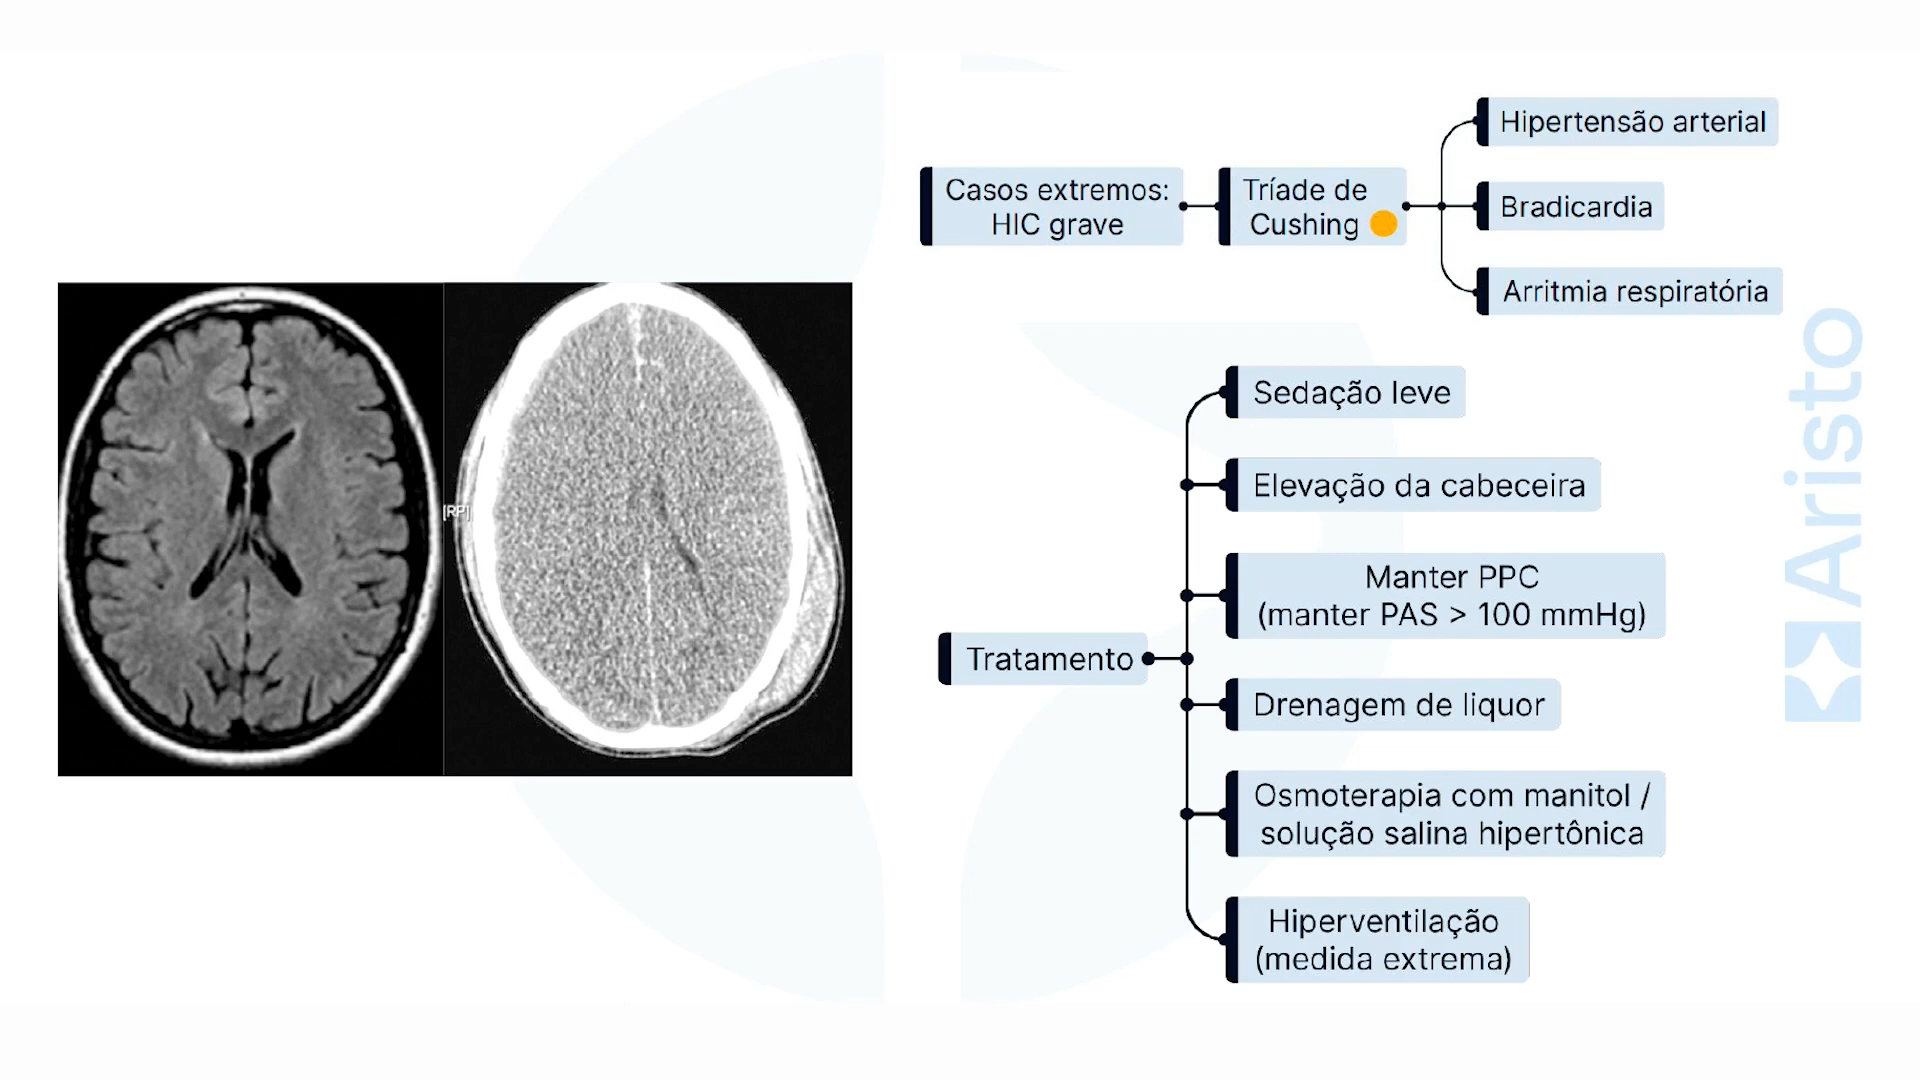 [RP]
Casos extremos:
HIC grave
Tríade de
Cushing
Hipertensão arterial
Bradicardia
Arritmia respiratória
Tratamento
Sedação leve
Elevação da cabeceira
Manter PPC
(manter PAS > 100 mmHg)
Drenagem de liquor
Osmoterapia com manitol /
solução salina hipertônica
Hiperventilação
(medida extrema)
Aristo